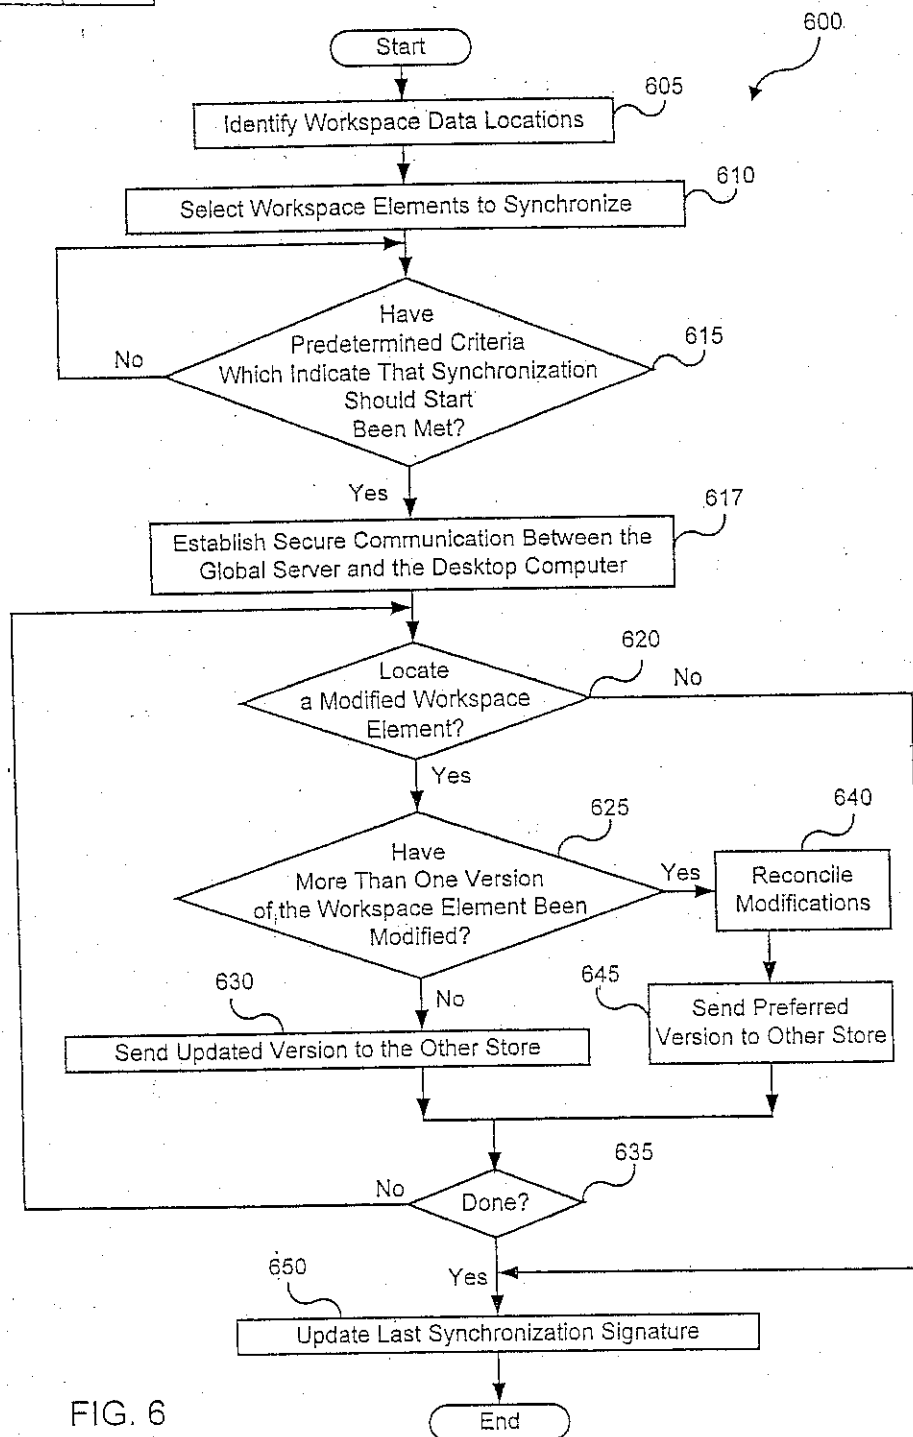 600
Start
605
Identify Workspace Data Locations
610
Select Workspace Elements to Synchronize
Have
Predetermined Criteria
Which Indicate That Synchronization
Should Start
Been Met?
615
No
Yes
617
Establish Secure Communication Between the
Global Server and the Desktop Computer
620
Locate
a Modified Workspace
Element?
No
Yes
625
Have
More Than One Version
of the Workspace Element Been
Modified?
Yes
640
Reconcile
Modifications
No
630
Send Updated Version to the Other Store
645
Send Preferred
Version to Other Store
635
Done?
No
Yes
650
Update Last Synchronization Signature
End
FIG. 6